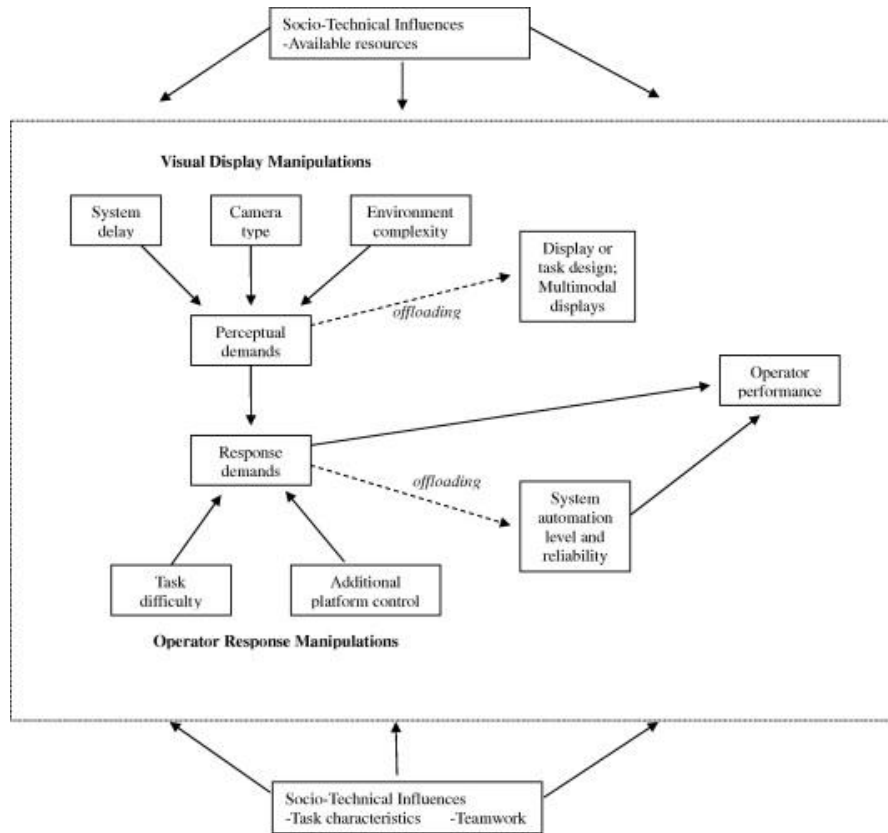 Socio-Technical Influences
-Available resources
Visual Display Manipulations
System
delay
Camera
type
Environment
complexity
Display or
task design;
Multimodal
displays
offloading
Perceptual
demands
Operator
performance
Response
demands
offloading
System
automation
level and
reliability
Task
difficulty
Additional
platform control
Operator Response Manipulations
Socio-Technical Influences
-Task characteristics -Teamwork